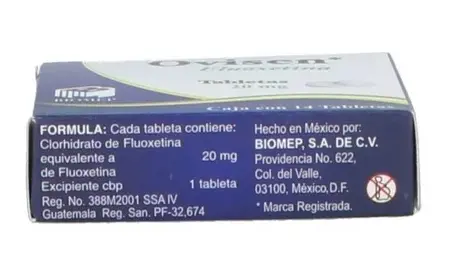 Ovisen*
Fluoxetina
Tabletas
20 mg
BIOMEP
Caja con 14 Tabletas
FORMULA: Cada tableta contiene:
Clorhidrato de Fluoxetina
equivalente a 20 mg
de Fluoxetina
Excipiente cbp 1 tableta
Reg. No. 388M2001 SSA IV
Guatemala Reg. San. PF-32,674
Hecho en México por:
BIOMEP, S.A. DE C.V.
Providencia No. 622,
Col. del Valle,
03100, México, D.F.
* Marca Registrada.